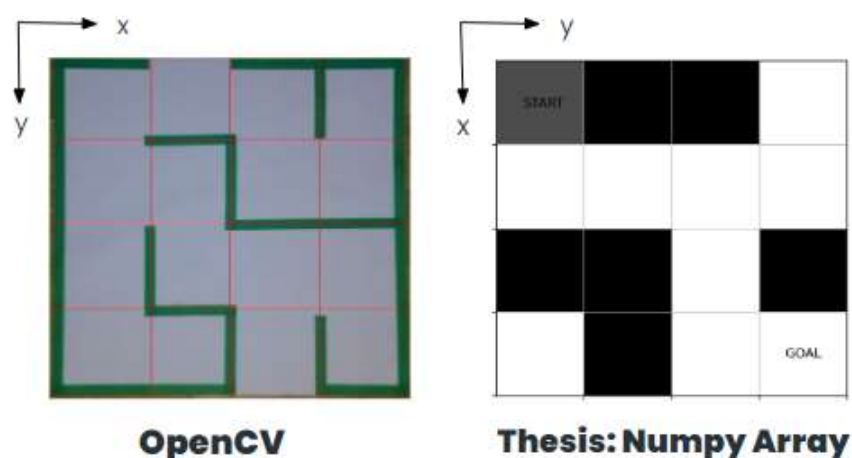 x
y
OpenCV
y
x
START
GOAL
Thesis: Numpy Array